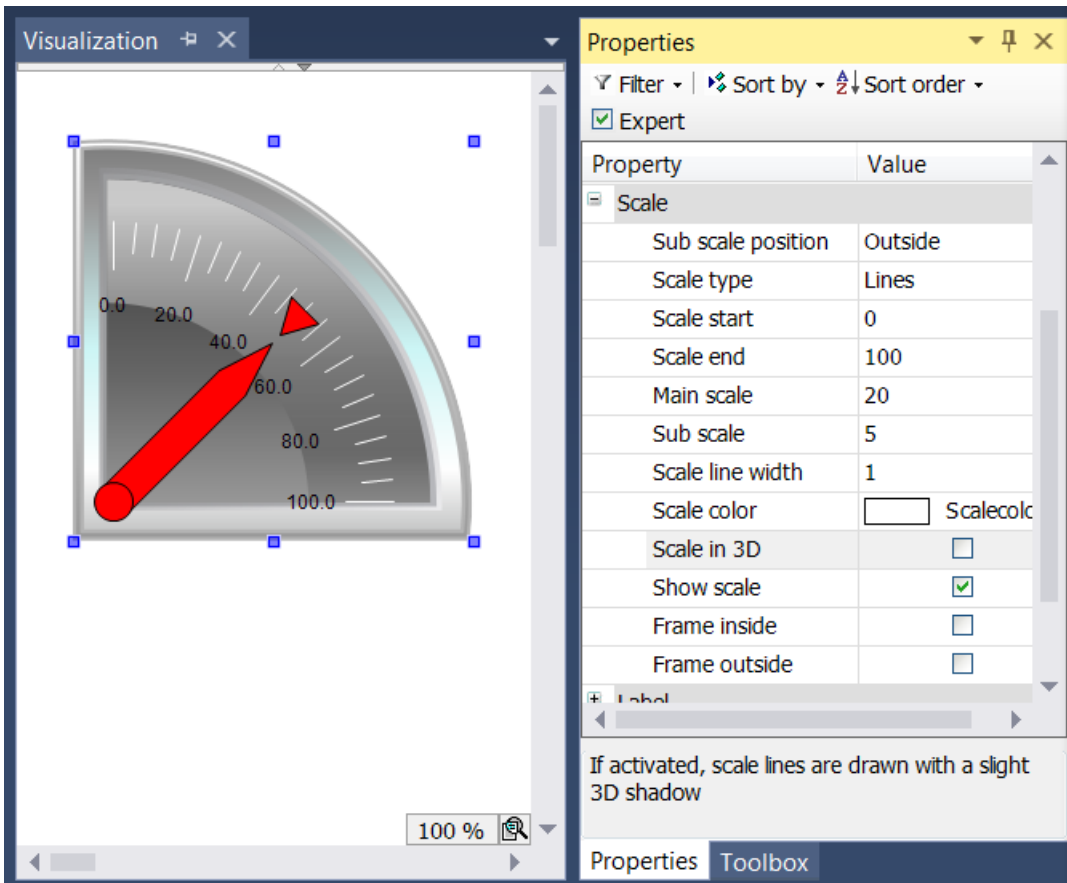 Visualization
0.0
20.0
40.0
60.0
80.0
100.0
100 %
Properties
Filter Sort by Sort order
Expert
Property Value
Scale
Sub scale position Outside
Scale type Lines
Scale start 0
Scale end 100
Main scale 20
Sub scale 5
Scale line width 1
Scale color Scalecolc
Scale in 3D
Show scale
Frame inside
Frame outside
Label
If activated, scale lines are drawn with a slight
3D shadow
Properties Toolbox